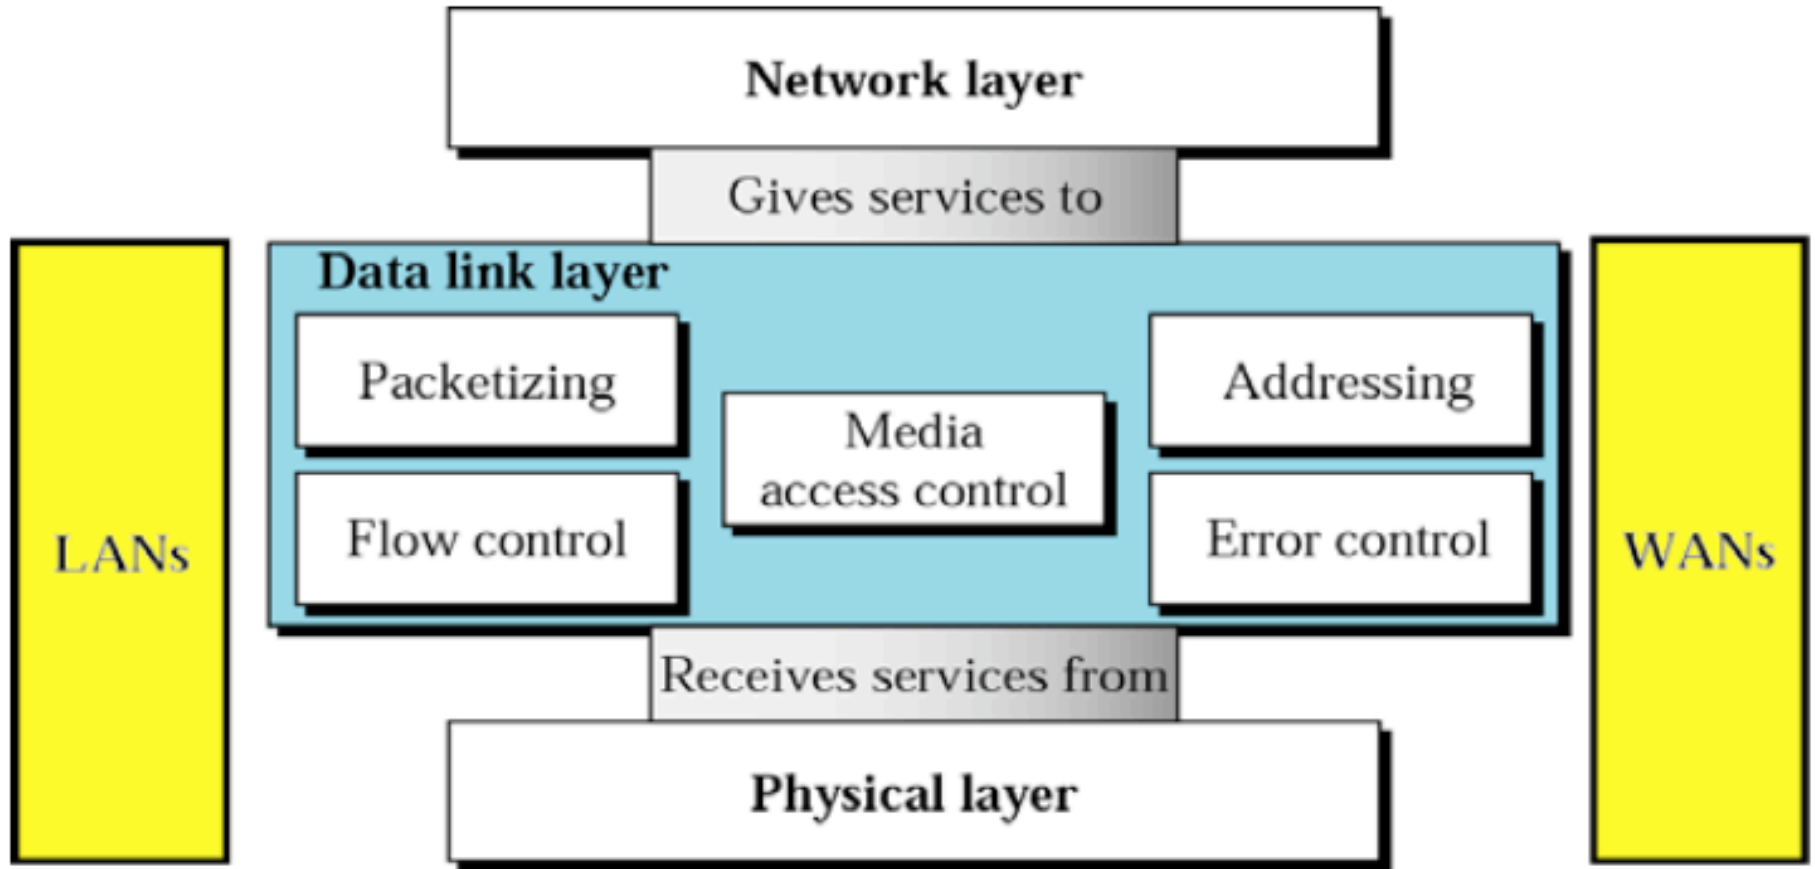 Network layer
Gives services to
Data link layer
Packetizing
Addressing
Media
access control
Flow control
Error control
LANs
WANs
Receives services from
Physical layer